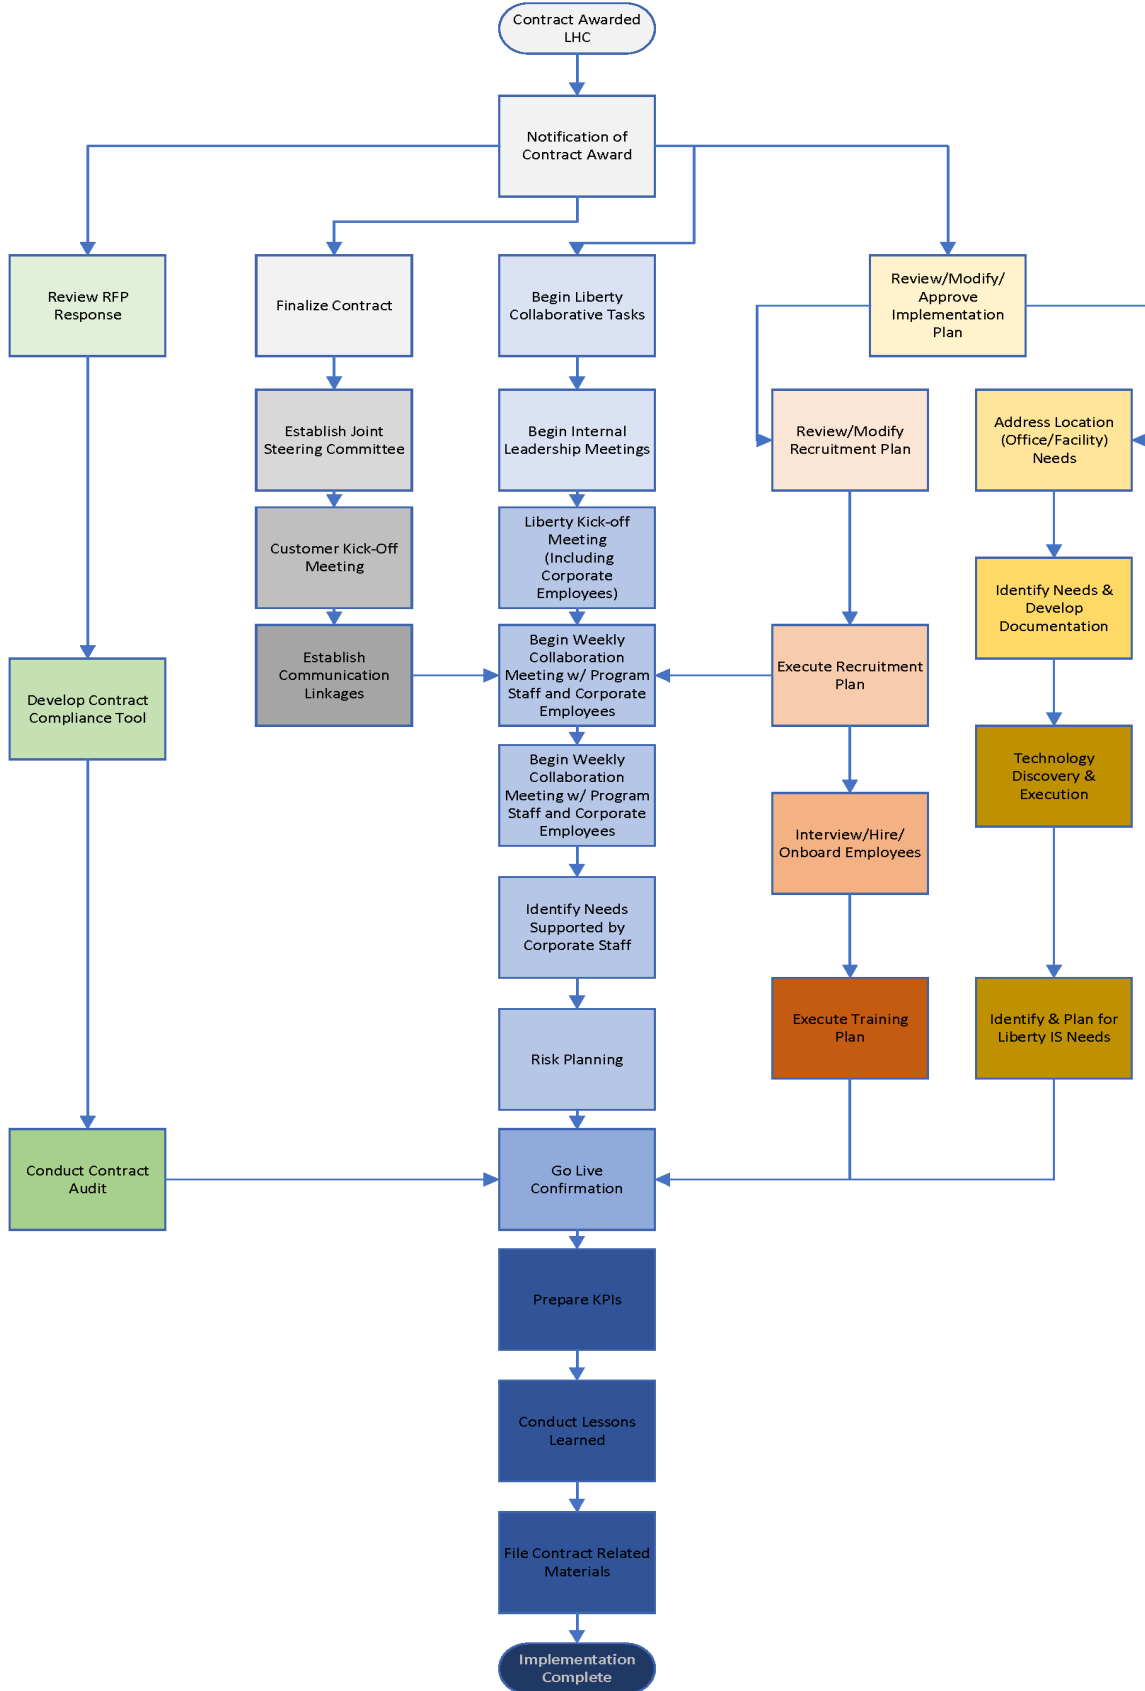 Contract Awarded
LHC
Notification of
Contract Award
Review RFP
Response
Finalize Contract
Begin Liberty
Collaborative Tasks
Review/Modify/
Approve
Implementation
Plan
Establish Joint
Steering Committee
Begin Internal
Leadership Meetings
Review/Modify
Recruitment Plan
Address Location
(Office/Facility)
Needs
Customer Kick-Off
Meeting
Liberty Kick-off
Meeting
(Including
Corporate
Employees)
Identify Needs &
Develop
Documentation
Develop Contract
Compliance Tool
Establish
Communication
Linkages
Begin Weekly
Collaboration
Meeting w/ Program
Staff and Corporate
Employees
Execute Recruitment
Plan
Begin Weekly
Collaboration
Meeting w/ Program
Staff and Corporate
Employees
Technology
Discovery &
Execution
Interview/Hire/
Onboard Employees
Identify Needs
Supported by
Corporate Staff
Risk Planning
Execute Training
Plan
Identify & Plan for
Liberty IS Needs
Conduct Contract
Audit
Go Live
Confirmation
Prepare KPIs
Conduct Lessons
Learned
File Contract Related
Materials
Implementation
Complete